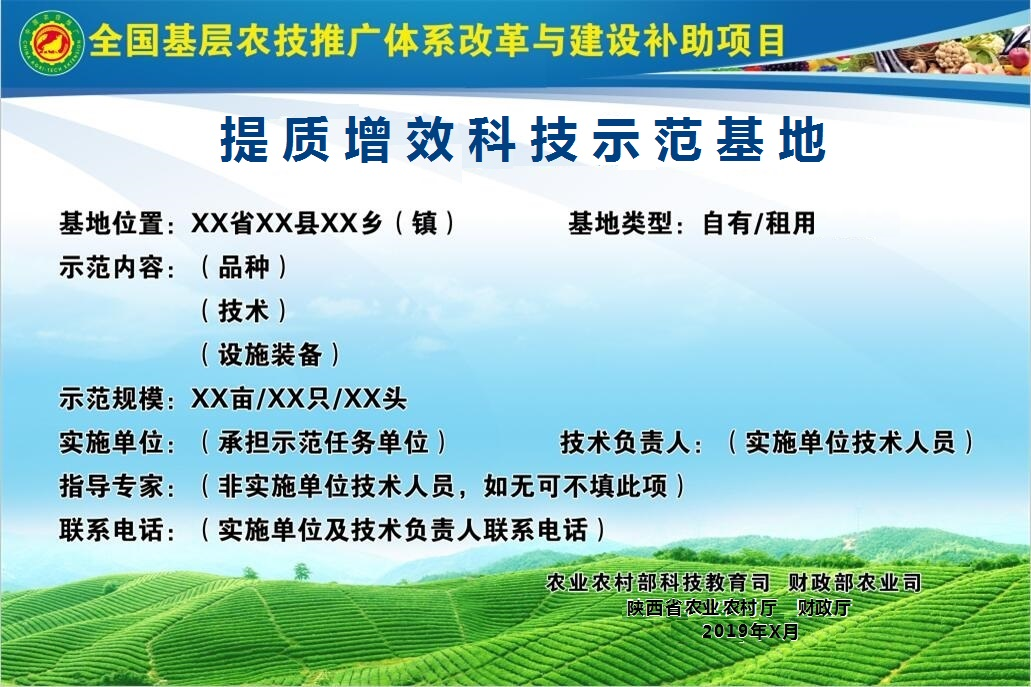 全国基层农技推广体系改革与建设补助项目
提质增效科技示范基地
基地位置：XX省XX县XX乡（镇） 基地类型：自有/租用
示范内容：（品种）
（技术）
（设施装备）
示范规模：XX亩/XX只/XX头
实施单位：（承担示范任务单位） 技术负责人：（实施单位技术人员）
指导专家：（非实施单位技术人员，如无可不填此项）
联系电话：（实施单位及技术负责人联系电话）
农业农村部科技教育司 财政部农业司
陕西省农业农村厅 财政厅
2019年X月